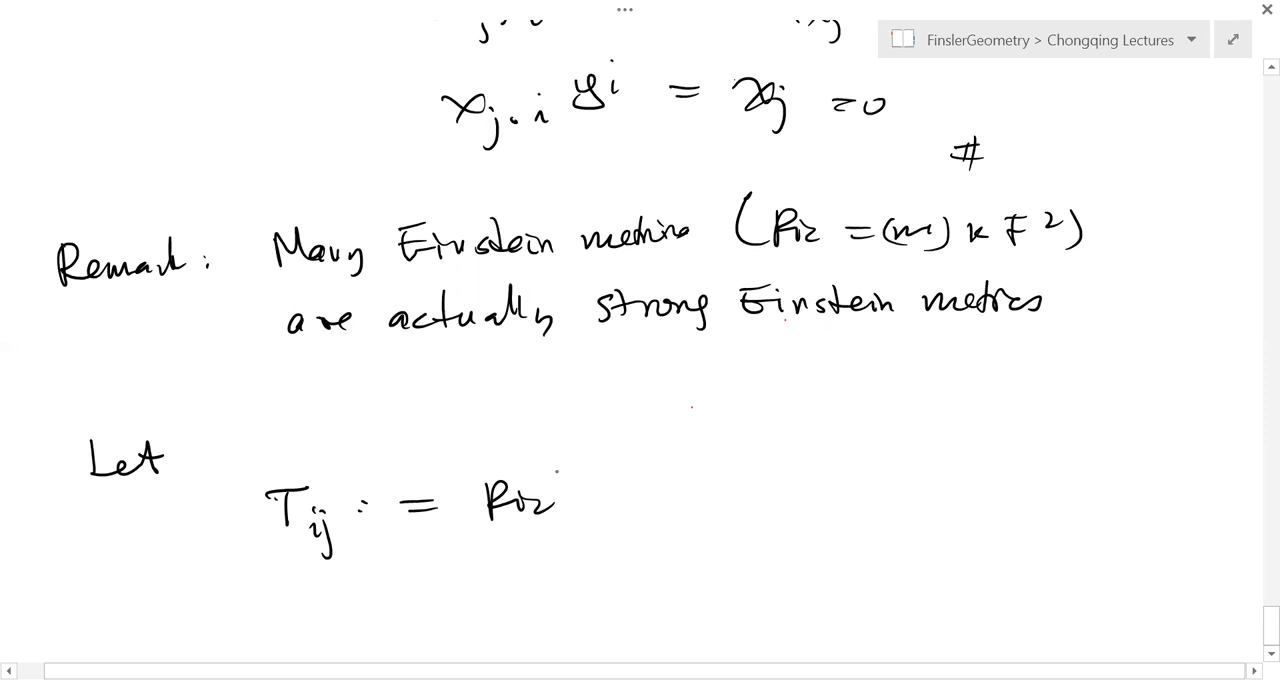 FinslerGeometry > Chongqing Lectures
x_{j·i} y^i = x_j = 0
#
Remark: Many Einstein metrics (Ric = (n-1) κ F^2)
are actually strong Einstein metrics
Let
T_{ij} := Ric